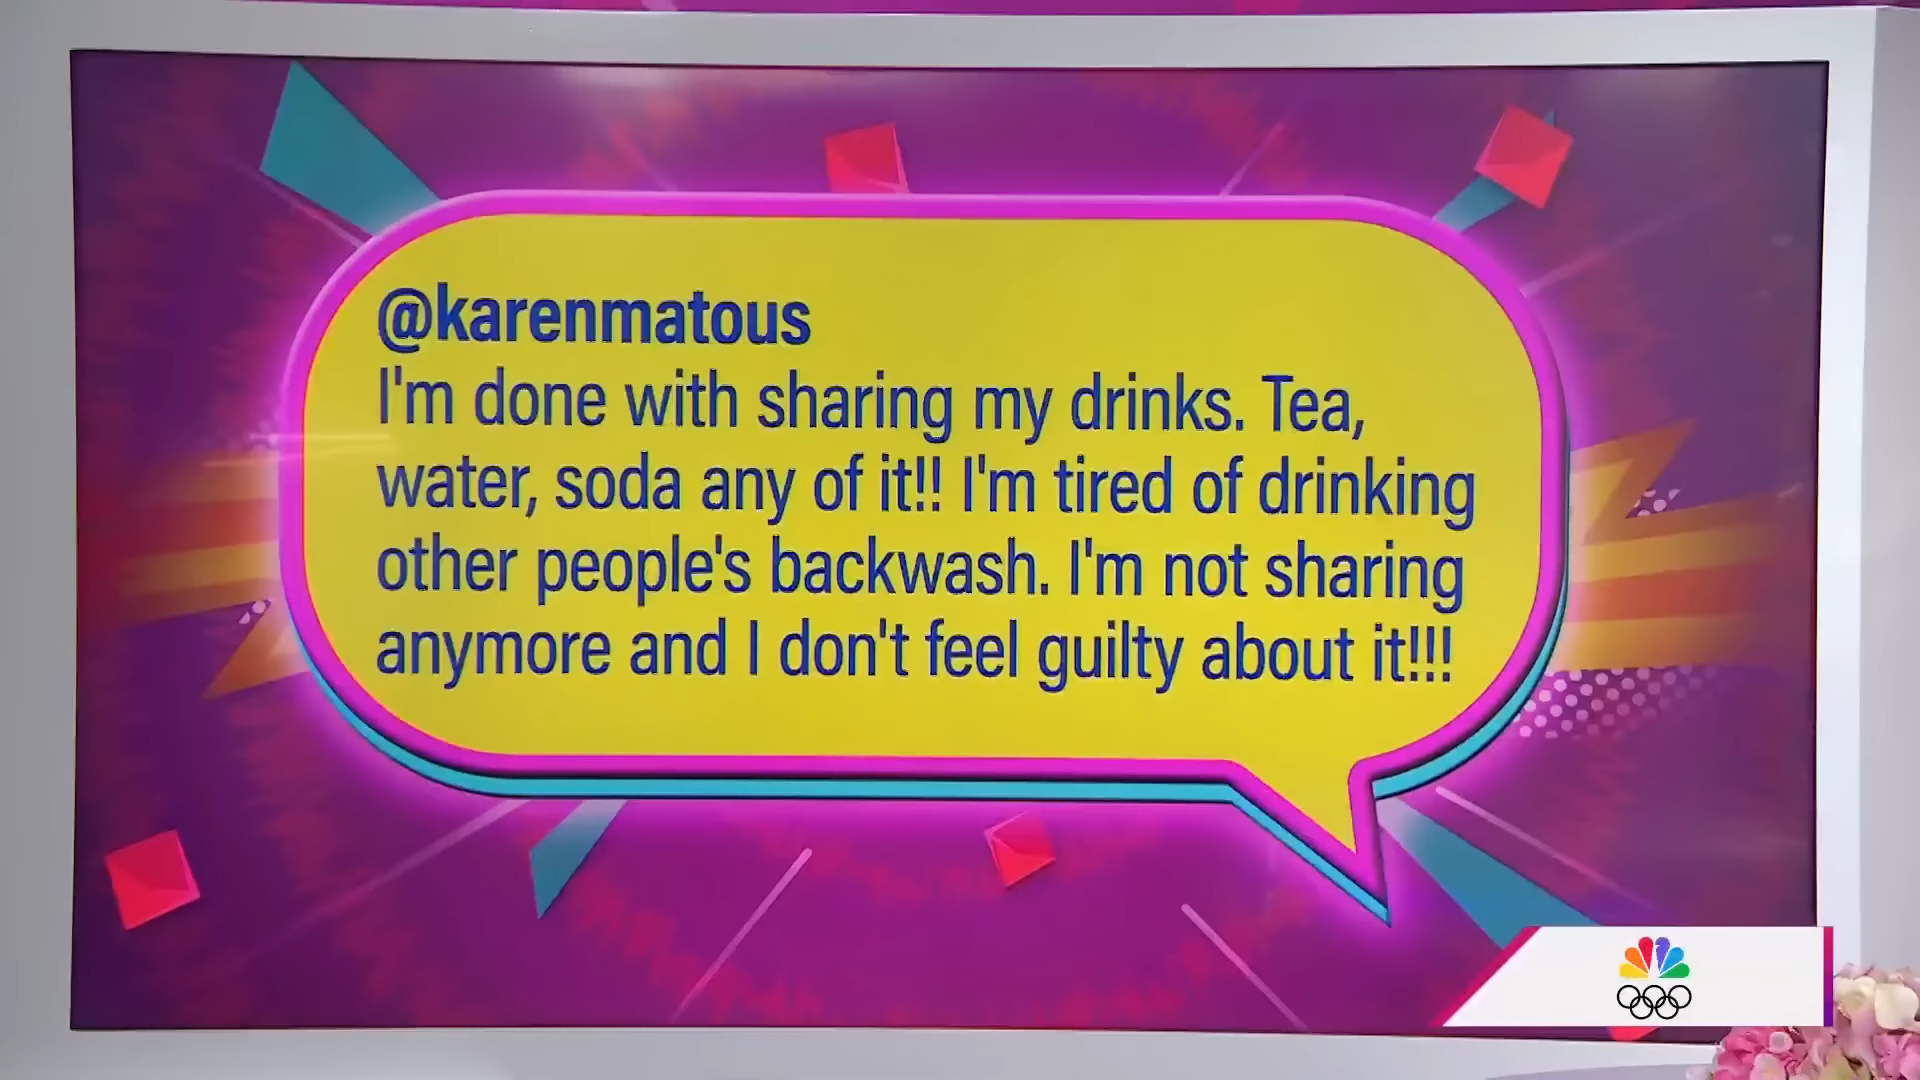 @karenmatous
I'm done with sharing my drinks. Tea,
water, soda any of it!! I'm tired of drinking
other people's backwash. I'm not sharing
anymore and I don't feel guilty about it!!!